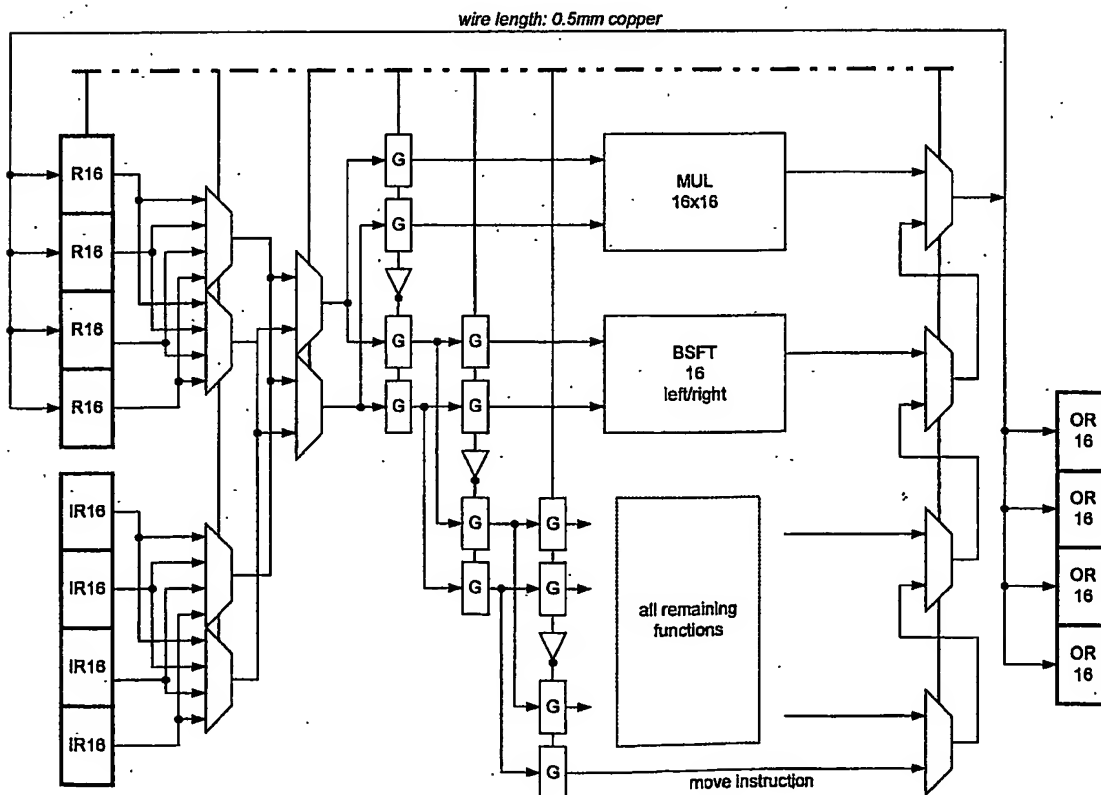 wire length: 0.5mm copper
R16
R16
R16
R16
IR16
IR16
IR16
IR16
G
G
G
G
G
G
G
G
G
G
G
G
MUL
16x16
BSFT
16
left/right
all remaining
functions
move instruction
OR
16
OR
16
OR
16
OR
16